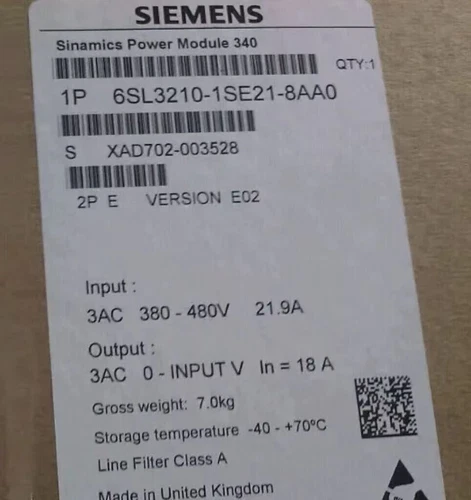 SIEMENS
Sinamics Power Module 340
QTY:1
1P 6SL3210-1SE21-8AA0
S XAD702-003528
2P E VERSION E02
Input :
3AC 380 - 480V 21.9A
Output :
3AC 0 - INPUT V In = 18 A
Gross weight: 7.0kg
Storage temperature -40 - +70ºC
Line Filter Class A
Made in United Kingdom